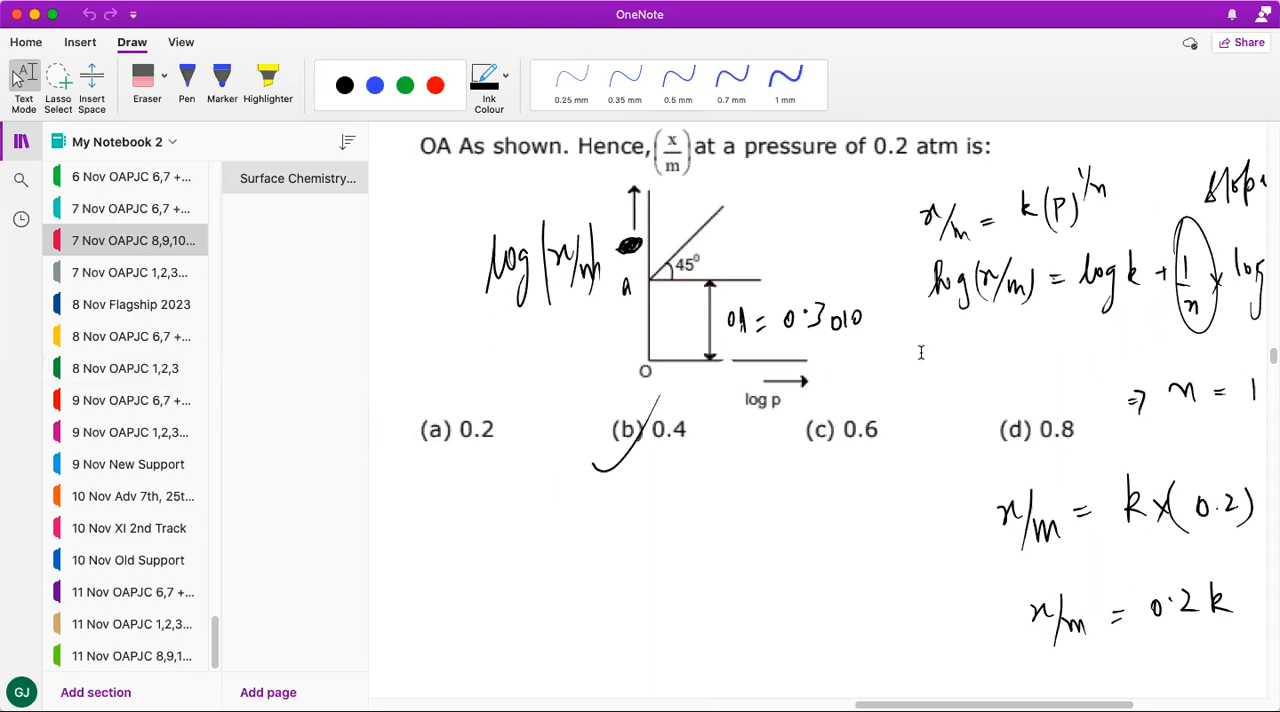 OneNote
Home Insert Draw View
Share
Text Mode
Lasso Select
Insert Space
Eraser
Pen
Marker
Highlighter
Ink Colour
0.25 mm 0.35 mm 0.5 mm 0.7 mm 1 mm
My Notebook 2
6 Nov OAPJC 6,7 +...
7 Nov OAPJC 6,7 +...
7 Nov OAPJC 8,9,10...
7 Nov OAPJC 1,2,3...
8 Nov Flagship 2023
8 Nov OAPJC 6,7 +...
8 Nov OAPJC 1,2,3
9 Nov OAPJC 6,7 +...
9 Nov OAPJC 1,2,3...
9 Nov New Support
10 Nov Adv 7th, 25t...
10 Nov XI 2nd Track
10 Nov Old Support
11 Nov OAPJC 6,7 +...
11 Nov OAPJC 1,2,3...
11 Nov OAPJC 8,9,1...
GJ
Add section
Surface Chemistry...
Add page
OA As shown. Hence, (x/m) at a pressure of 0.2 atm is:
log (x/m)
45⁰
a
OA = 0.3010
O
log p
(a) 0.2 (b) 0.4 (c) 0.6 (d) 0.8
x/m = k(p)^1/n
log(x/m) = log k + 1/n × log
⇒ n = 1
x/m = k × (0.2)
x/m = 0.2 k